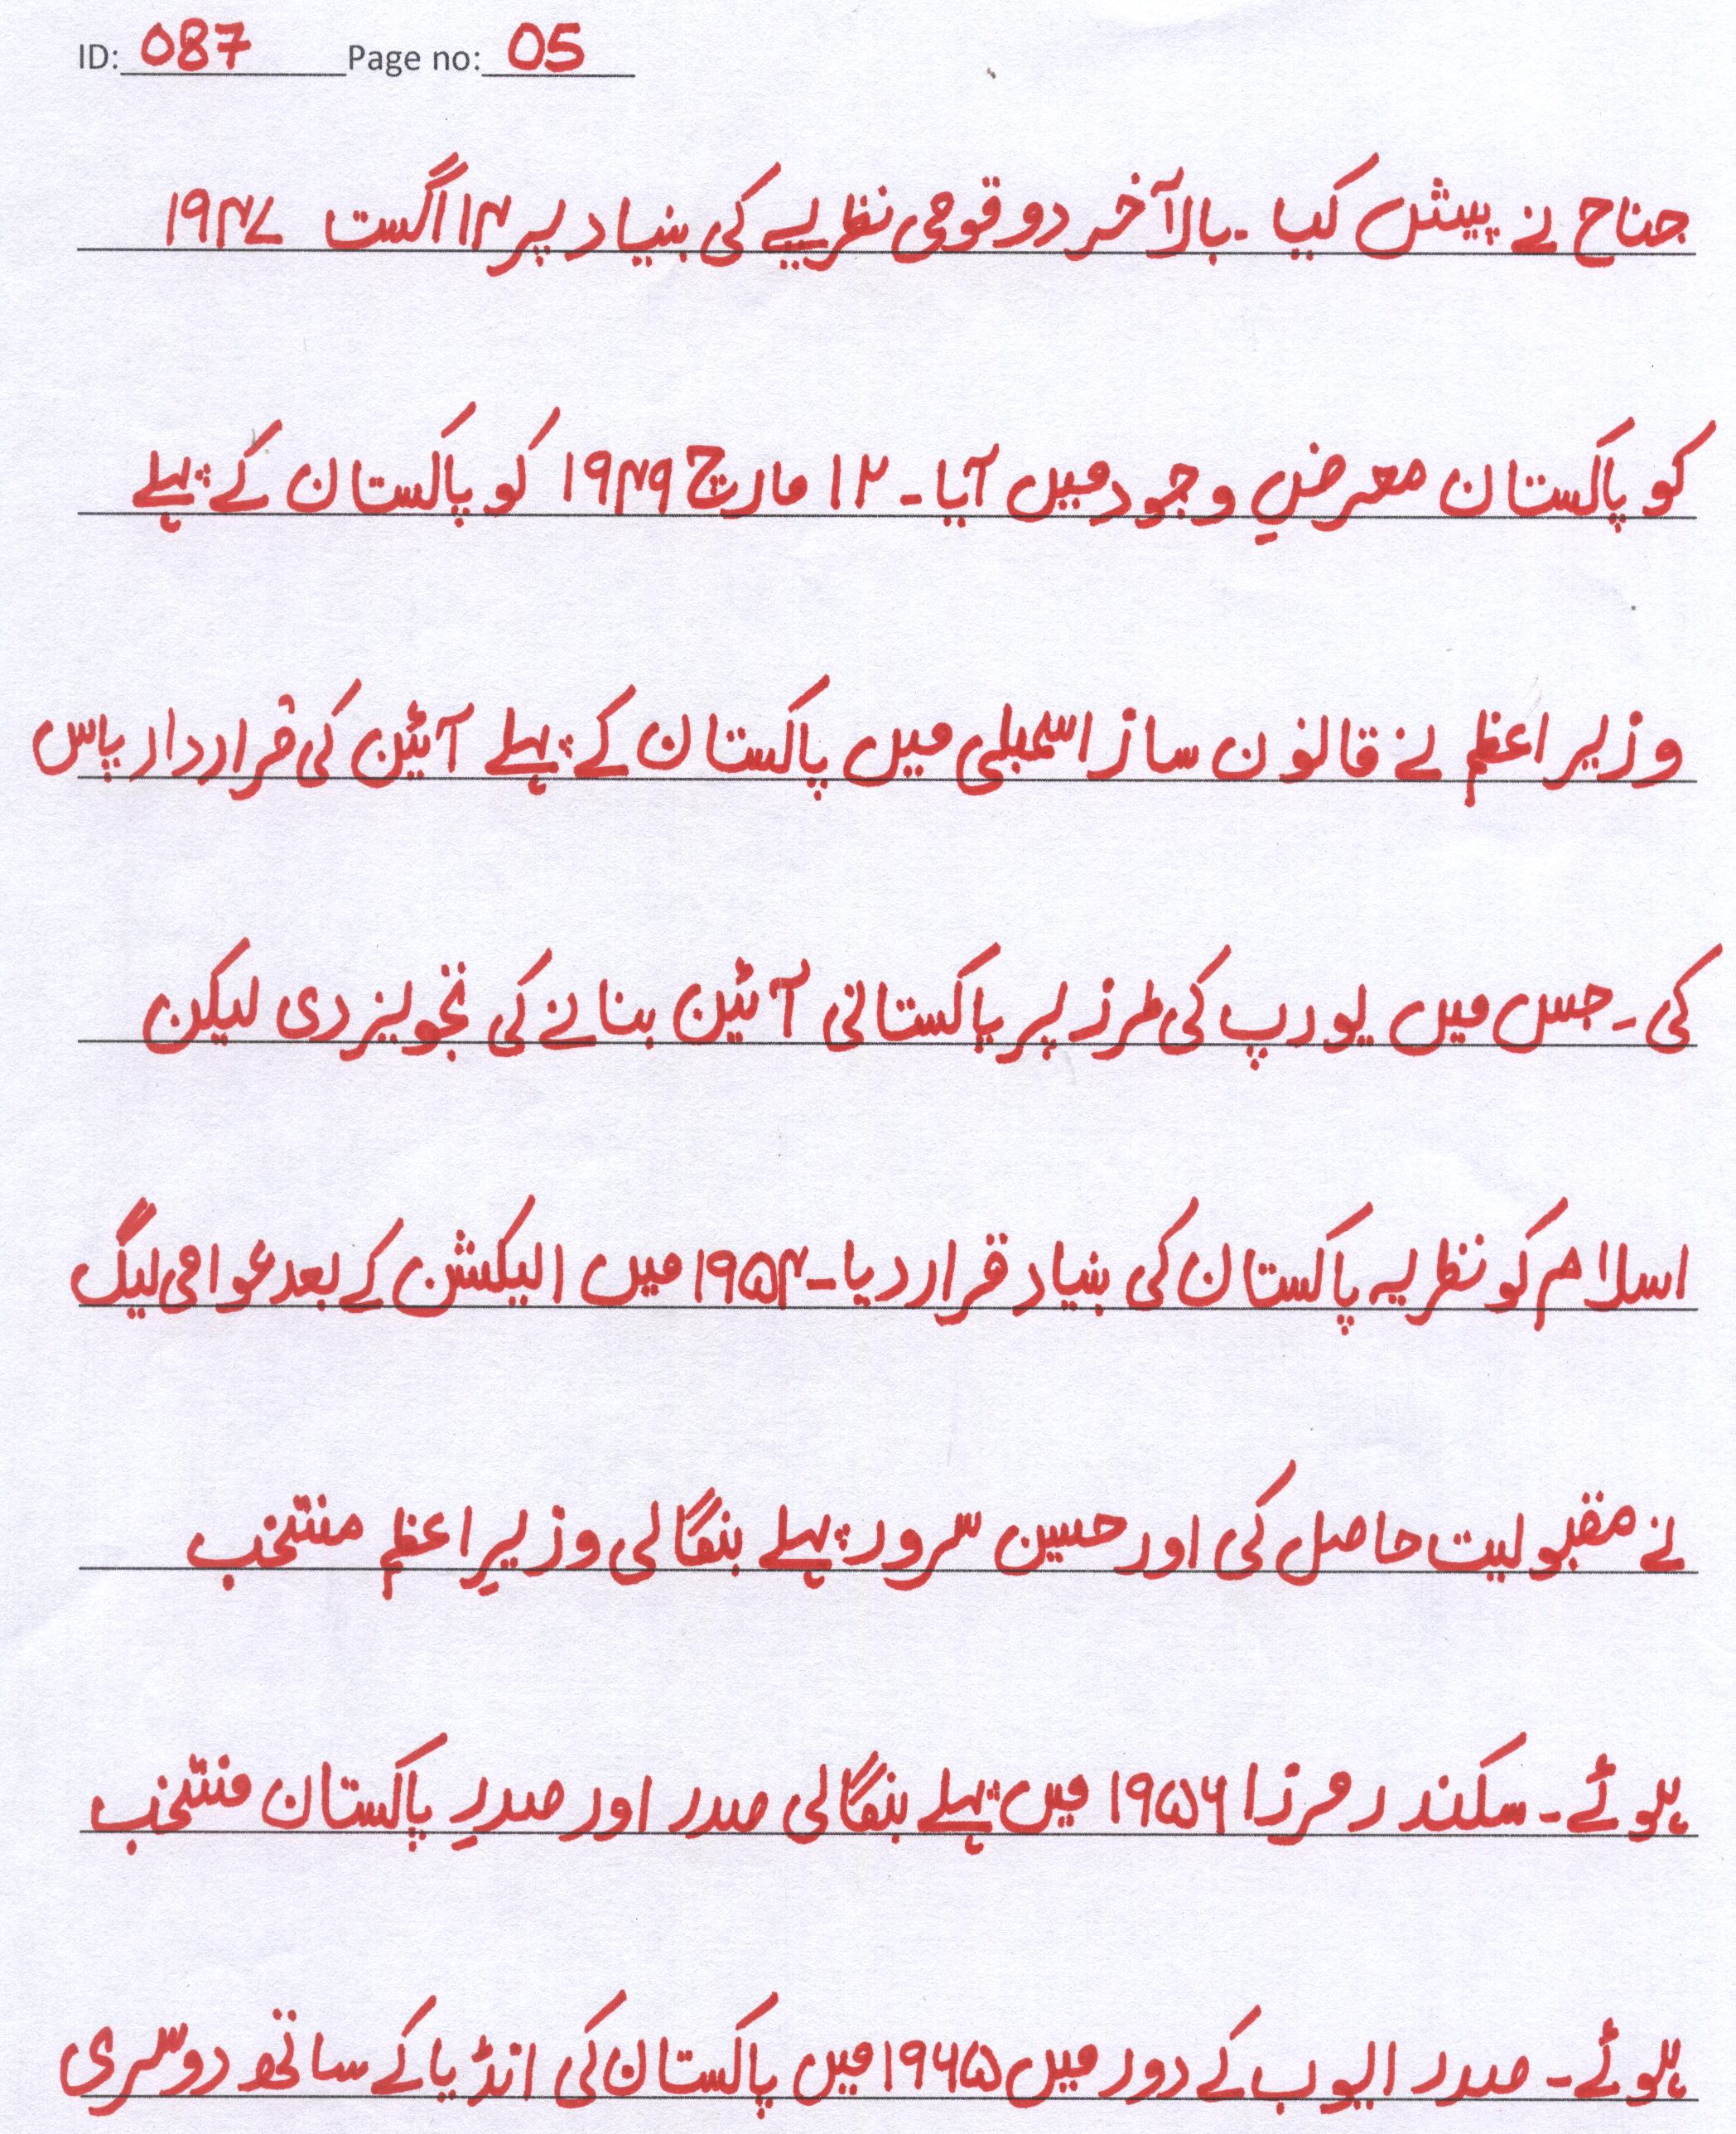 ID: 087 Page no: 05
جناح نے پیش کیا ۔ بالآخر دو قومی نظریے کی بنیاد پر ۱۴ اگست ۱۹۴۷
کو پاکستان معرضِ وجود میں آیا۔ ۱۲ مارچ ۱۹۴۹ کو پاکستان کے پہلے
وزیر اعظم نے قانون ساز اسمبلی میں پاکستان کے پہلے آئین کی قرارداد پاس
کی۔ جس میں یورپ کی طرز پر پاکستانی آئین بنانے کی تجویز دی لیکن
اسلام کو نظریہ پاکستان کی بنیاد قرار دیا۔ ۱۹۵۴ میں الیکشن کے بعد عوامی لیگ
نے مقبولیت حاصل کی اور حسین سرور پہلے بنگالی وزیرِ اعظم منتخب
ہوئے۔ سکندر مرزا ۱۹۵۶ میں پہلے بنگالی صدر اور صدرِ پاکستان منتخب
ہوئے۔ صدر ایوب کے دور میں ۱۹۶۵ میں پاکستان کی انڈیا کے ساتھ دوسری